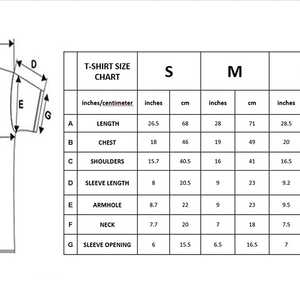 D
E
G
T-SHIRT SIZE CHART S M
inches/centimeter inches cm inches cm inches
A LENGTH 26.5 68 28 71 28.5
B CHEST 18 46 19 49 20
C SHOULDERS 15.7 40.5 16 41 16.5
D SLEEVE LENGTH 8 20.5 9 23 9.2
E ARMHOLE 8.7 22 9 23 9.5
F NECK 7.7 20 7 18 7.5
G SLEEVE OPENING 6 15.5 6.5 16.5 7